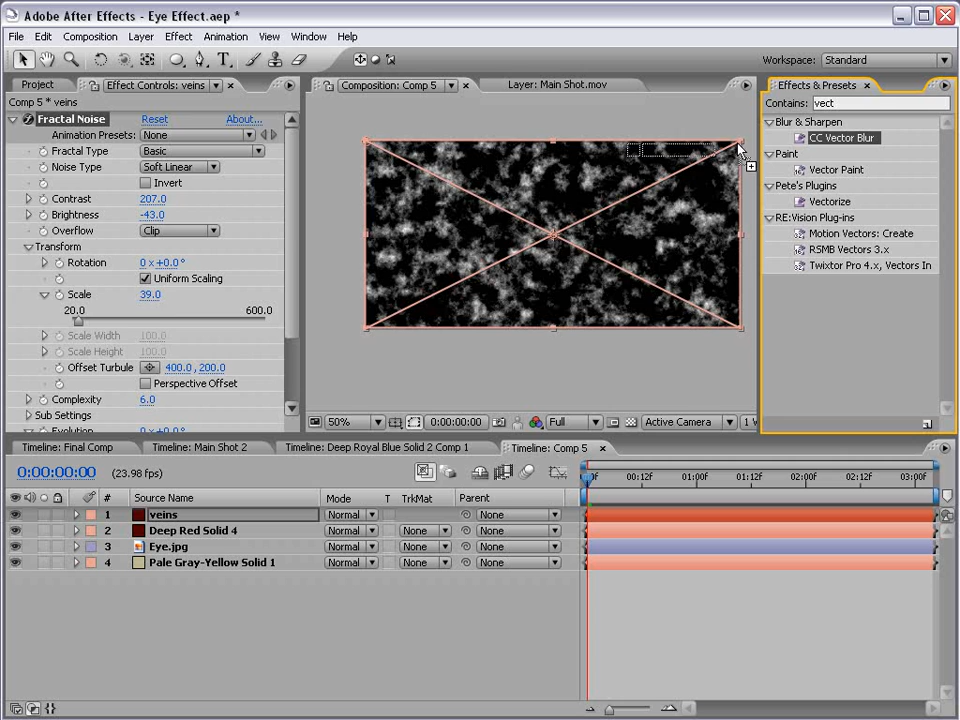 Adobe After Effects - Eye Effect.aep *
File Edit Composition Layer Effect Animation View Window Help
Workspace: Standard
Project Effect Controls: veins
Comp 5 * veins
Fractal Noise Reset About...
Animation Presets: None
Fractal Type Basic
Noise Type Soft Linear
Invert
Contrast 207.0
Brightness -43.0
Overflow Clip
Transform
Rotation 0 x +0.0 °
Uniform Scaling
Scale 39.0
20.0 600.0
Scale Width 100.0
Scale Height 100.0
Offset Turbule 400.0 , 200.0
Perspective Offset
Complexity 6.0
Sub Settings
Evolution
Composition: Comp 5 Layer: Main Shot.mov
50% 0:00:00:00 Full Active Camera 1 V
Effects & Presets
Contains: vect
Blur & Sharpen
CC Vector Blur
Paint
Vector Paint
Pete's Plugins
Vectorize
RE:Vision Plug-ins
Motion Vectors: Create
RSMB Vectors 3.x
Twixtor Pro 4.x, Vectors In
Timeline: Final Comp Timeline: Main Shot 2 Timeline: Deep Royal Blue Solid 2 Comp 1 Timeline: Comp 5
0:00:00:00 (23.98 fps)
00:12f 01:00f 01:12f 02:00f 02:12f 03:00f
# Source Name Mode T TrkMat Parent
1 veins Normal None
2 Deep Red Solid 4 Normal None None
3 Eye.jpg Normal None None
4 Pale Gray-Yellow Solid 1 Normal None None